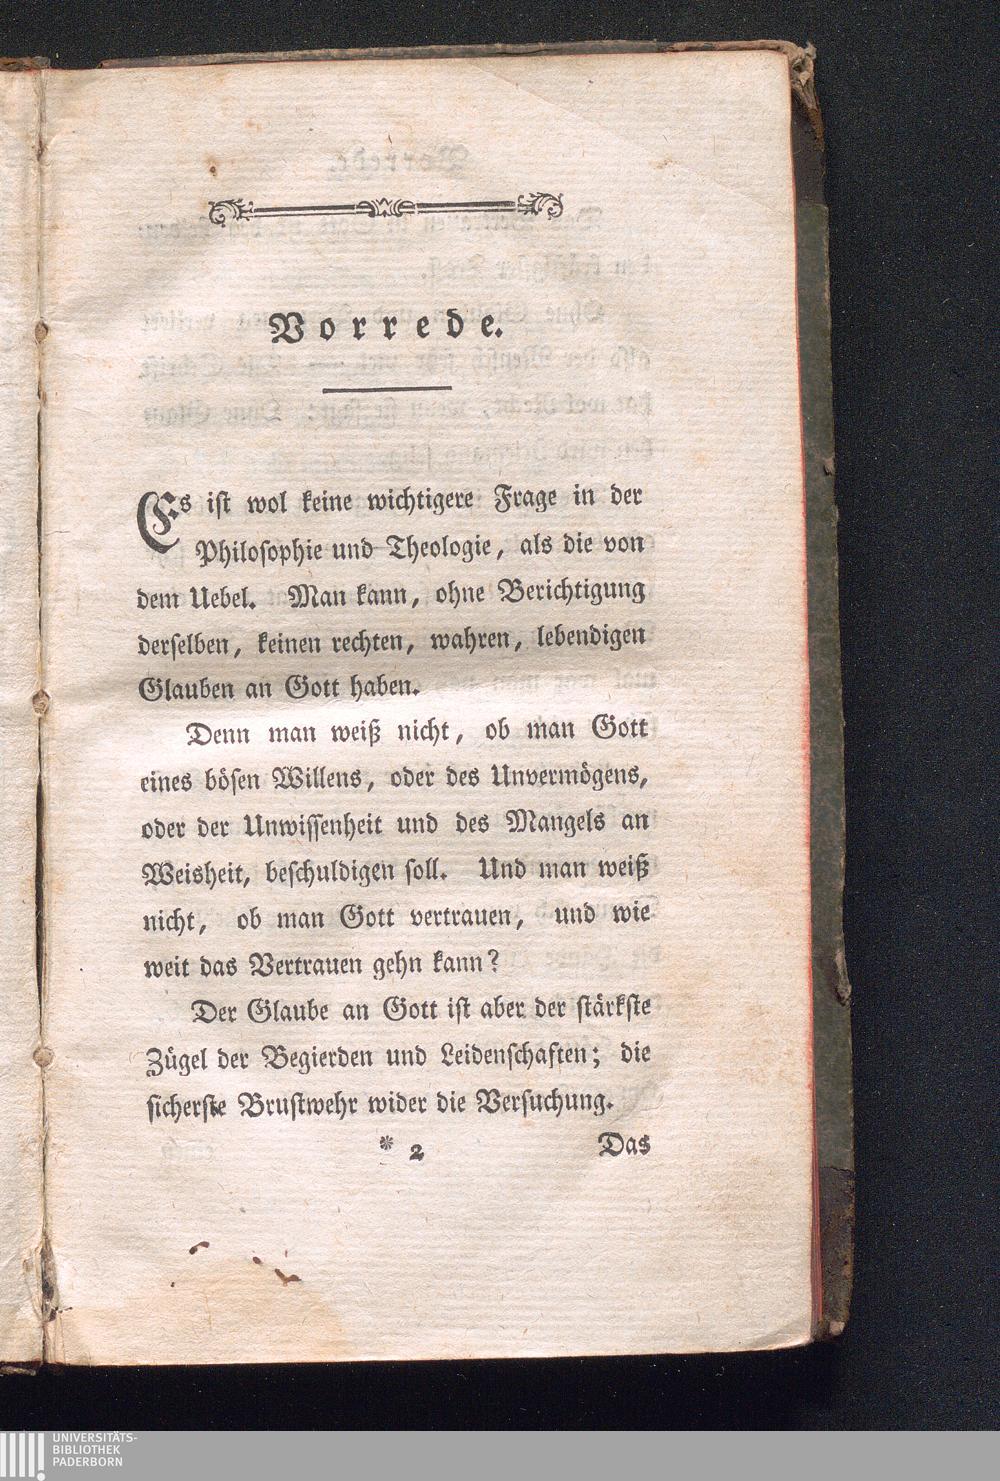 Vorrede.
Es ist wol keine wichtigere Frage in der
Philosophie und Theologie, als die von
dem Uebel. Man kann, ohne Berichtigung
derselben, keinen rechten, wahren, lebendigen
Glauben an Gott haben.
Denn man weiß nicht, ob man Gott
eines bösen Willens, oder des Unvermögens,
oder der Unwissenheit und des Mangels an
Weisheit, beschuldigen soll. Und man weiß
nicht, ob man Gott vertrauen, und wie
weit das Vertrauen gehn kann?
Der Glaube an Gott ist aber der stärkste
Zügel der Begierden und Leidenschaften; die
sicherste Brustwehr wider die Versuchung.
* 2 Das
UNIVERSITÄTS-
BIBLIOTHEK
PADERBORN